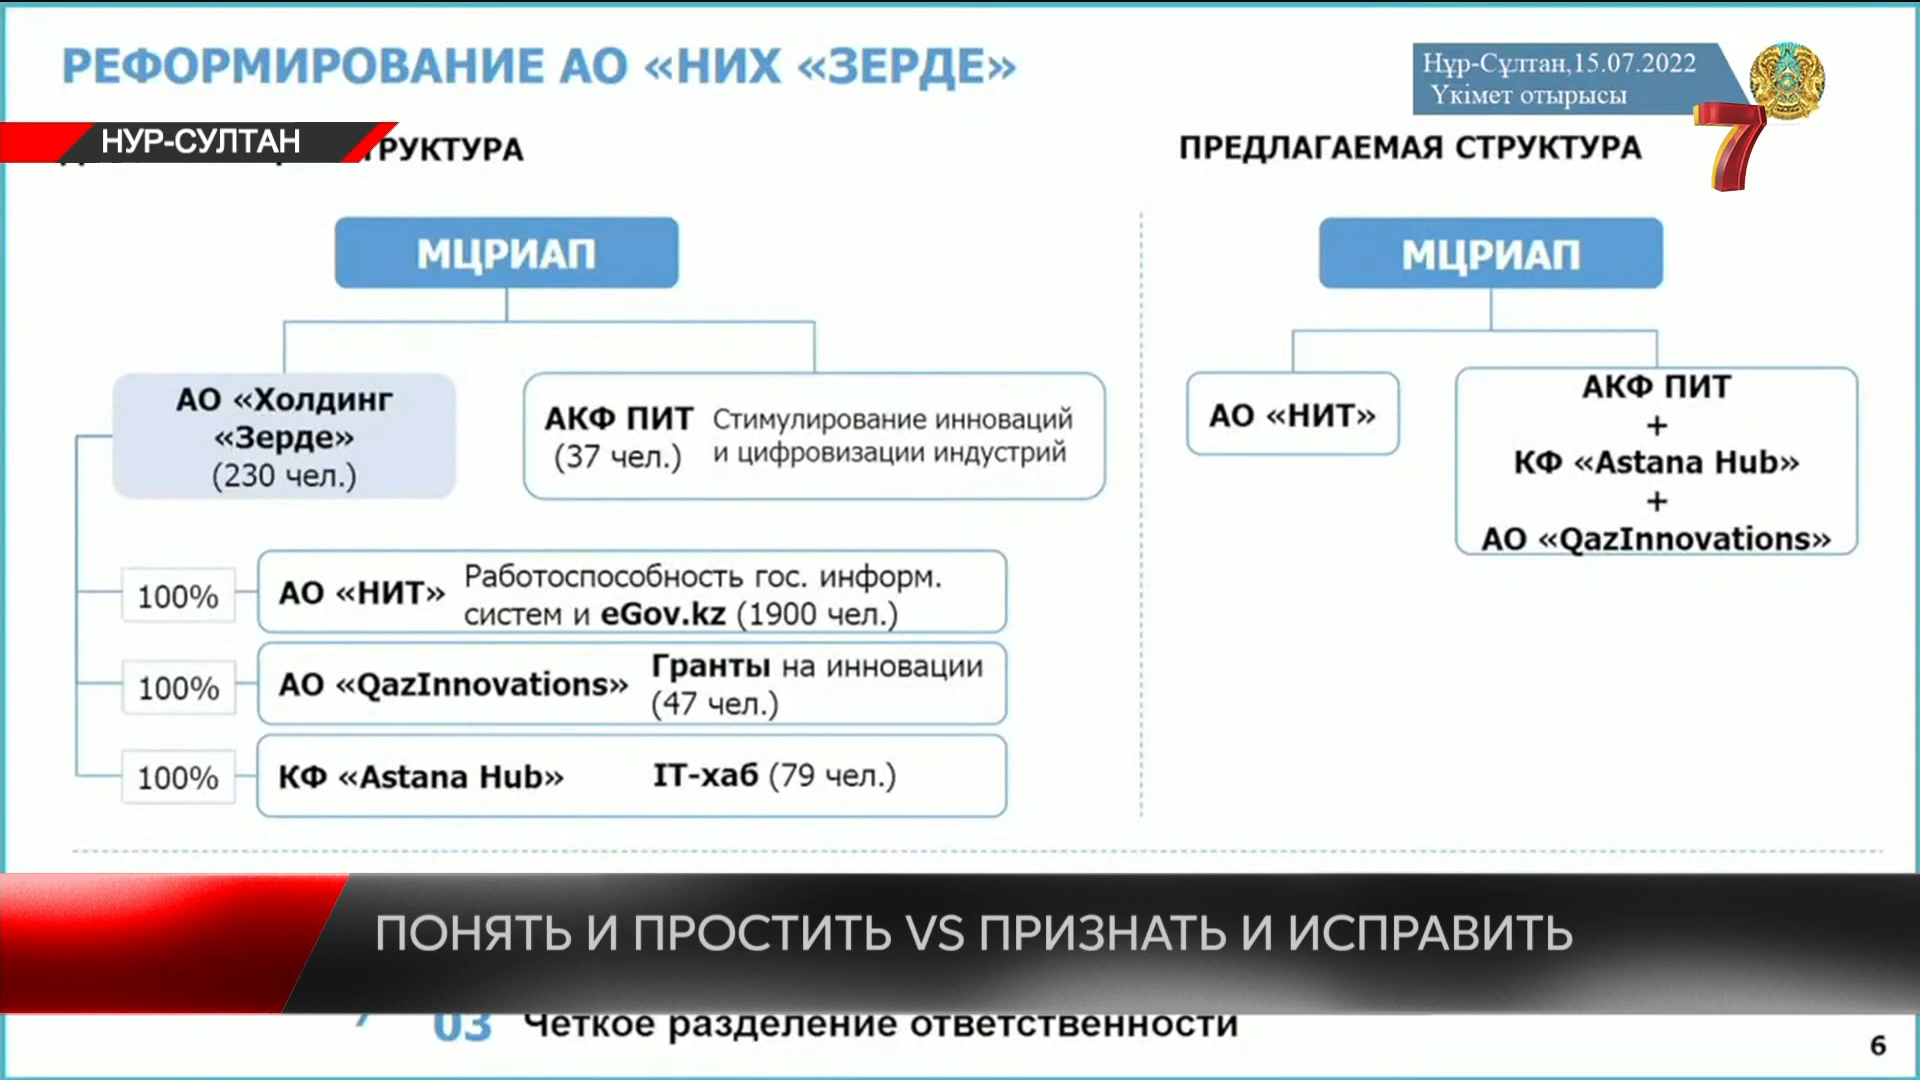 РЕФОРМИРОВАНИЕ АО «НИХ «ЗЕРДЕ»
Нұр-Сұлтан,15.07.2022
Үкімет отырысы
7
НУР-СУЛТАН
ПРЕДЛАГАЕМАЯ СТРУКТУРА
МЦРИАП
АО «Холдинг
«Зерде»
(230 чел.)
АКФ ПИТ
(37 чел.)
Стимулирование инноваций
и цифровизации индустрий
100%
АО «НИТ»
Работоспособность гос. информ.
систем и eGov.kz (1900 чел.)
100%
АО «QazInnovations»
Гранты на инновации
(47 чел.)
100%
КФ «Astana Hub»
IT-хаб (79 чел.)
МЦРИАП
АО «НИТ»
АКФ ПИТ
+
КФ «Astana Hub»
+
АО «QazInnovations»
ПОНЯТЬ И ПРОСТИТЬ VS ПРИЗНАТЬ И ИСПРАВИТЬ
03 Четкое разделение ответственности
6